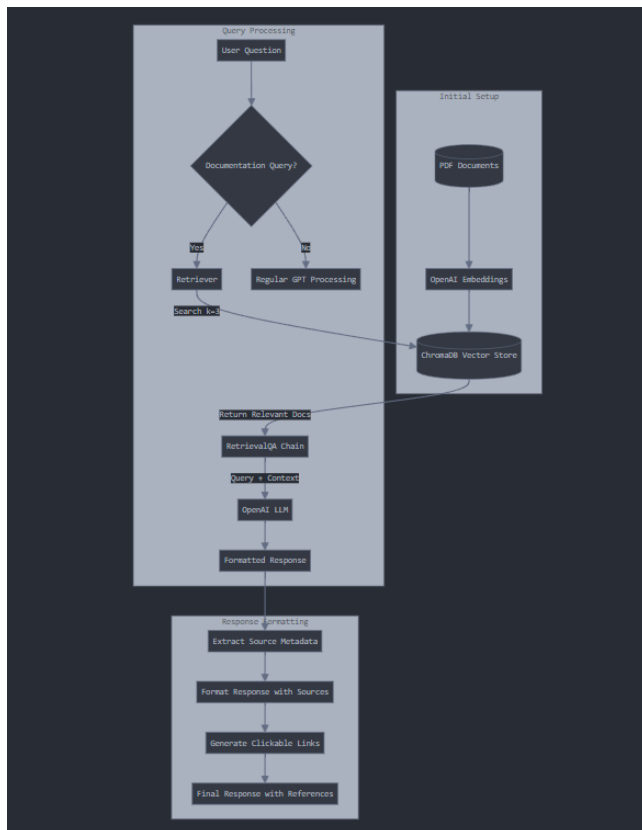 Query Processing
User Question
Documentation Query?
Yes
No
Retriever
Regular GPT Processing
Search k=3
Initial Setup
PDF Documents
OpenAI Embeddings
ChromaDB Vector Store
Return Relevant Docs
RetrievalQA Chain
Query + Context
OpenAI LLM
Formatted Response
Response Formatting
Extract Source Metadata
Format Response with Sources
Generate Clickable Links
Final Response with References